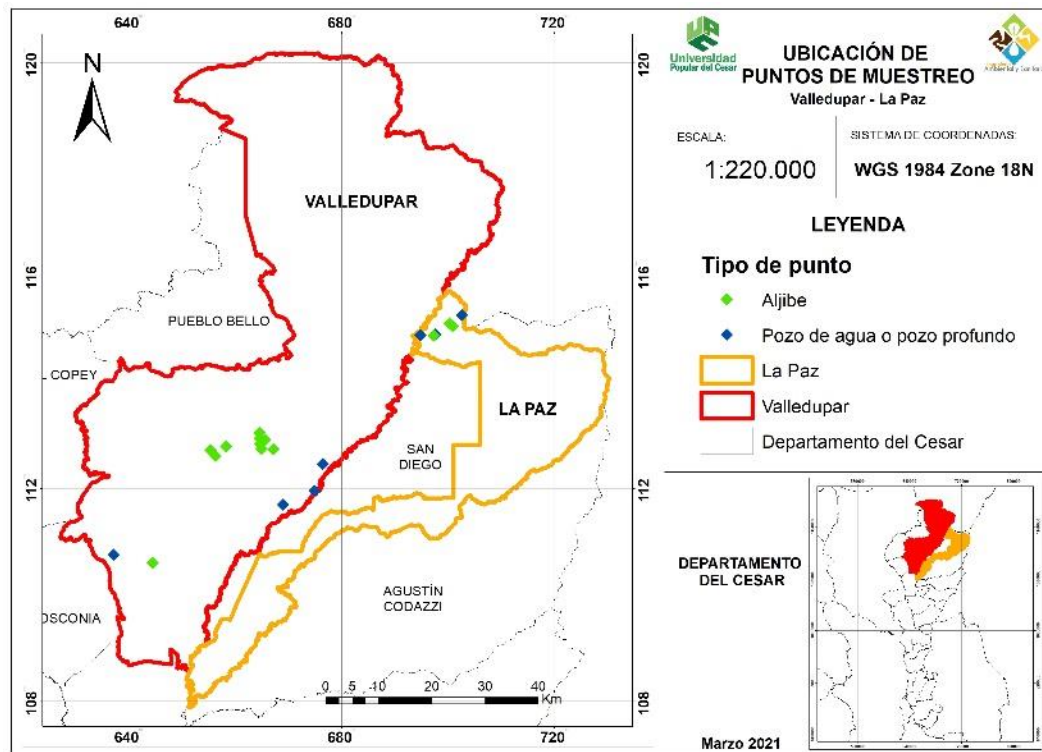 640
680
720
120
116
112
108
N
VALLEDUPAR
PUEBLO BELLO
L COPEY
LA PAZ
SAN
DIEGO
AGUSTÍN
CODAZZI
OSCONIA
0 5 10 20 30 40
Km
640
680
720
120
116
112
108
Universidad
Popular del Cesar
UBICACIÓN DE
PUNTOS DE MUESTREO
Valledupar - La Paz
ESCALA:
1:220.000
SISTEMA DE COORDENADAS:
WGS 1984 Zone 18N
LEYENDA
Tipo de punto
Aljibe
Pozo de agua o pozo profundo
La Paz
Valledupar
Departamento del Cesar
DEPARTAMENTO
DEL CESAR
Marzo 2021